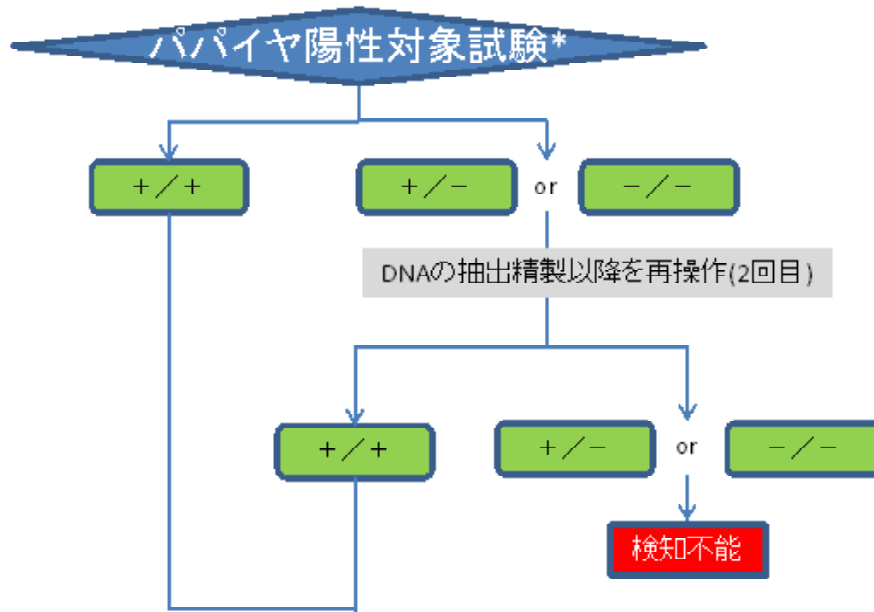 パパイヤ陽性対象試験*
+／+
+／−
or
−／−
DNAの抽出精製以降を再操作(2回目)
+／+
+／−
or
−／−
検知不能